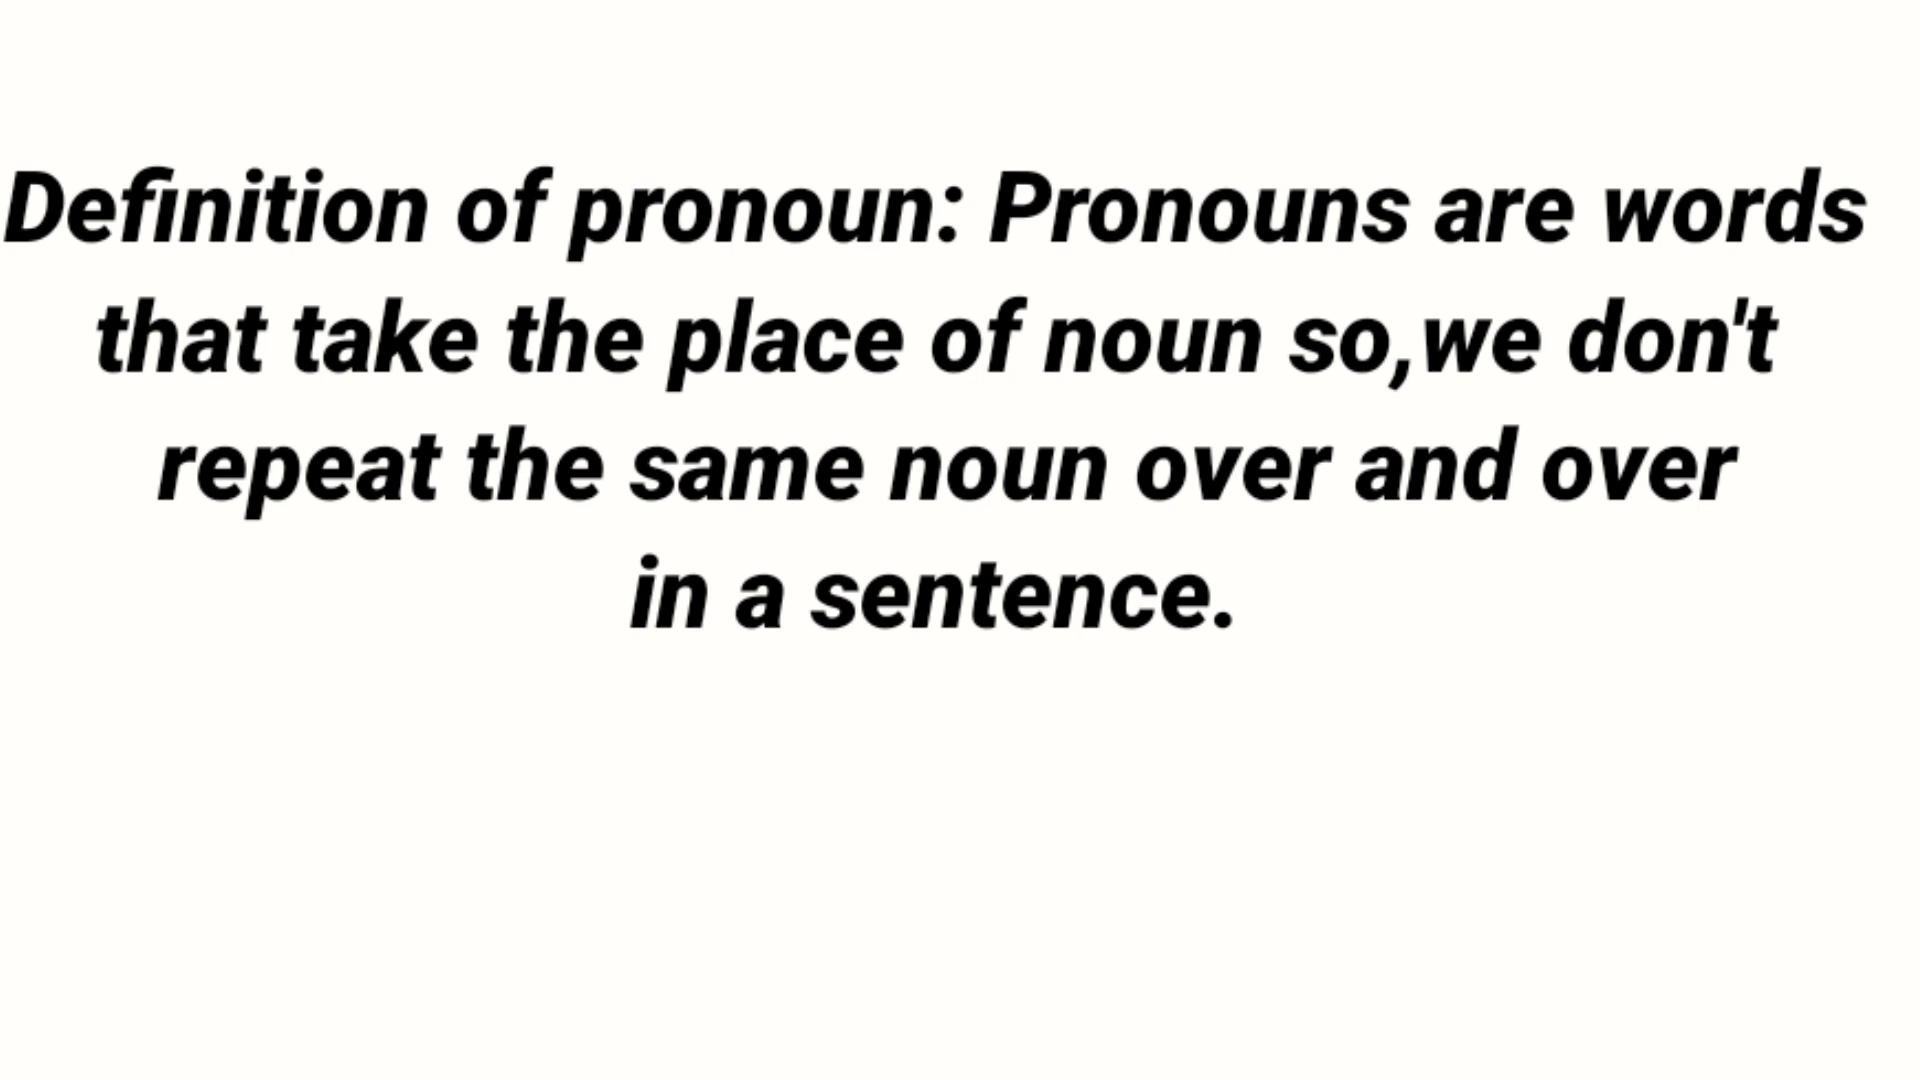 Definition of pronoun: Pronouns are words
that take the place of noun so,we don't
repeat the same noun over and over
in a sentence.